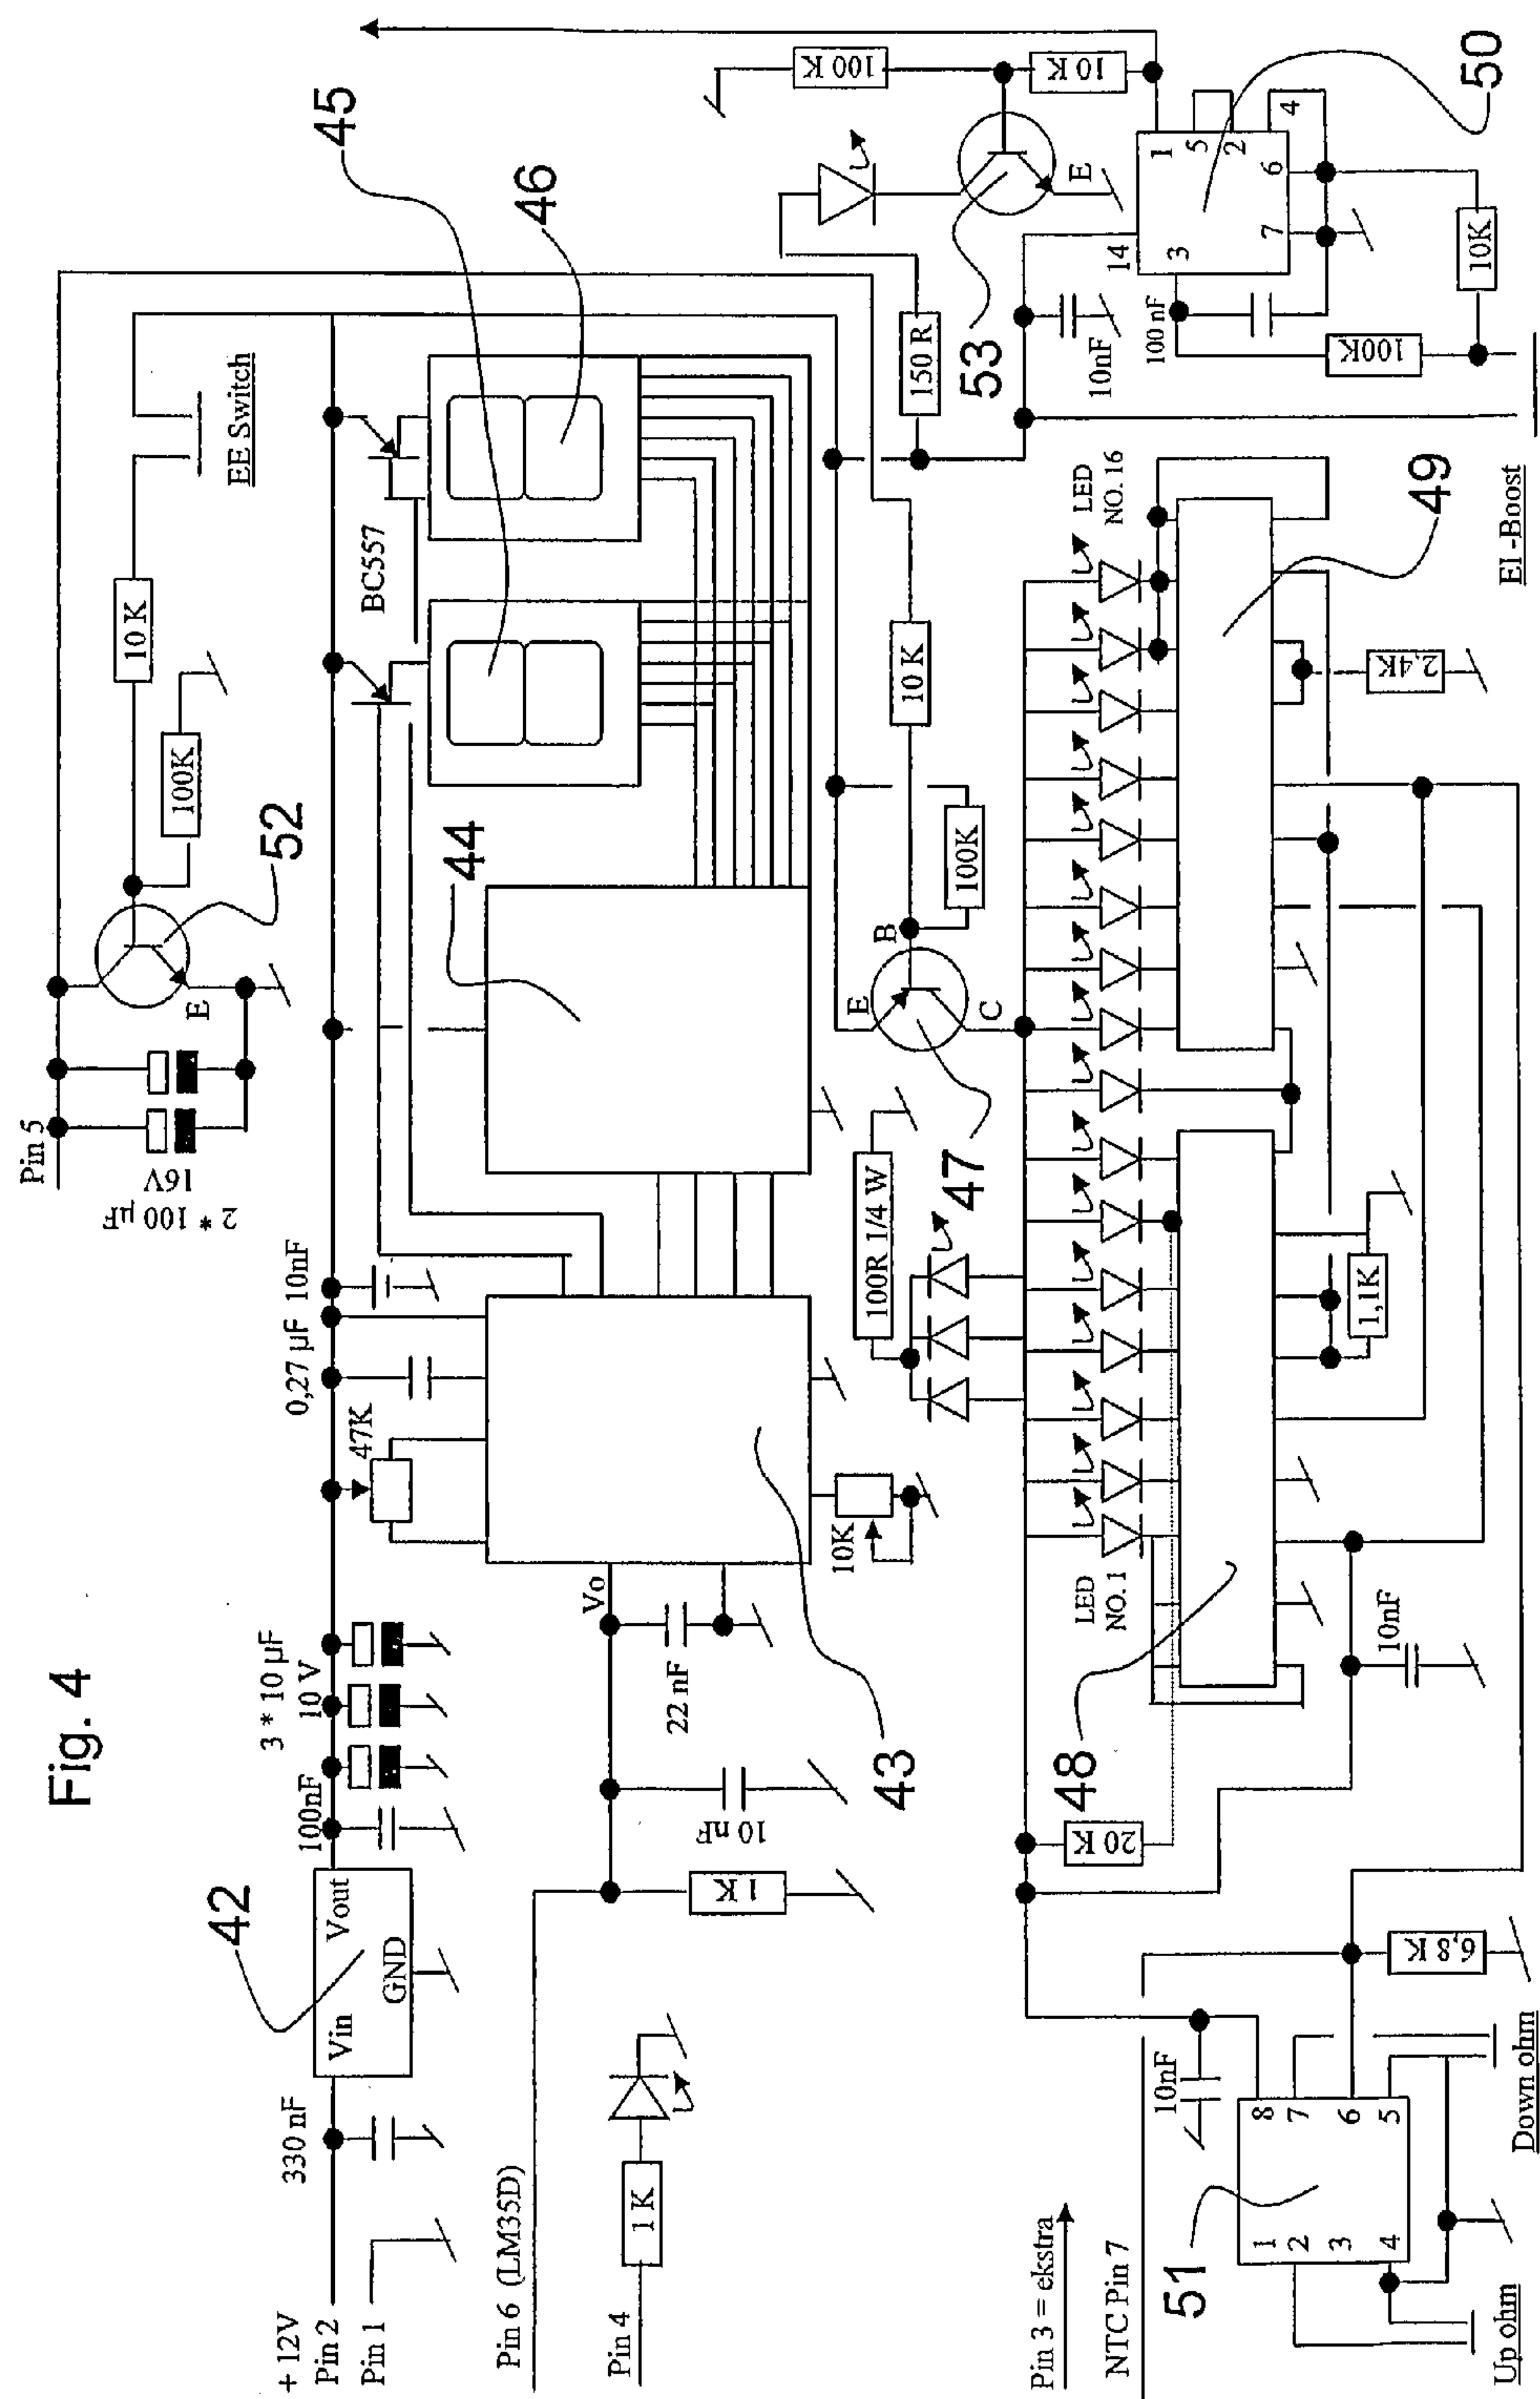 Fig. 4
+ 12V
Pin 2
Pin 1
330 nF
Vin
Vout
GND
42
100nF
3 * 10 µF
10 V
47K
0,27 µF
10nF
Pin 5
2 * 100 µF
16V
E
52
100K
10 K
EE Switch
BC557
45
46
44
Pin 6 (LM35D)
1 K
10 nF
22 nF
Vo
43
10K
Pin 4
1 K
100R 1/4 W
47
E
B
C
100K
10 K
150 R
53
E
100 K
10 K
50
14
1
5
2
4
3
7
6
10nF
100 nF
100K
10K
El -Boost
Pin 3 = ekstra
NTC Pin 7
51
1
2
3
4
8
7
6
5
10nF
Up ohm
Down ohm
6,8 K
20 K
48
LED
NO. 1
10nF
1,1K
LED
NO. 16
49
2,4K